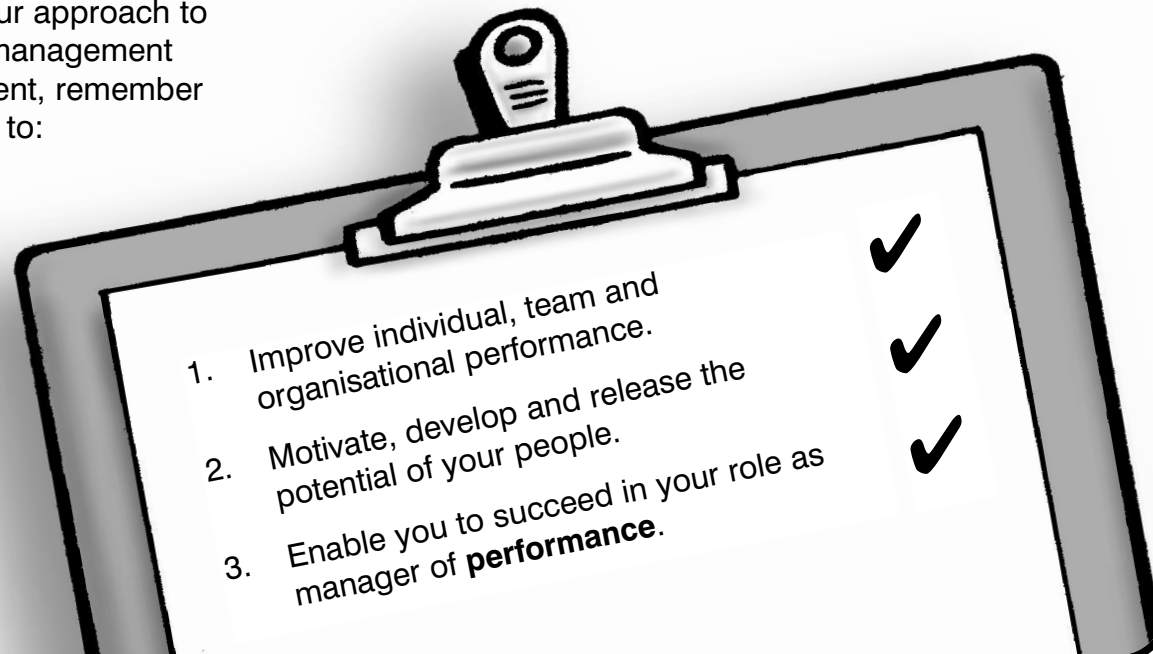 ur approach to
management
ent, remember
to:
1. Improve individual, team and
organisational performance.
2. Motivate, develop and release the
potential of your people.
3. Enable you to succeed in your role as
manager of performance.